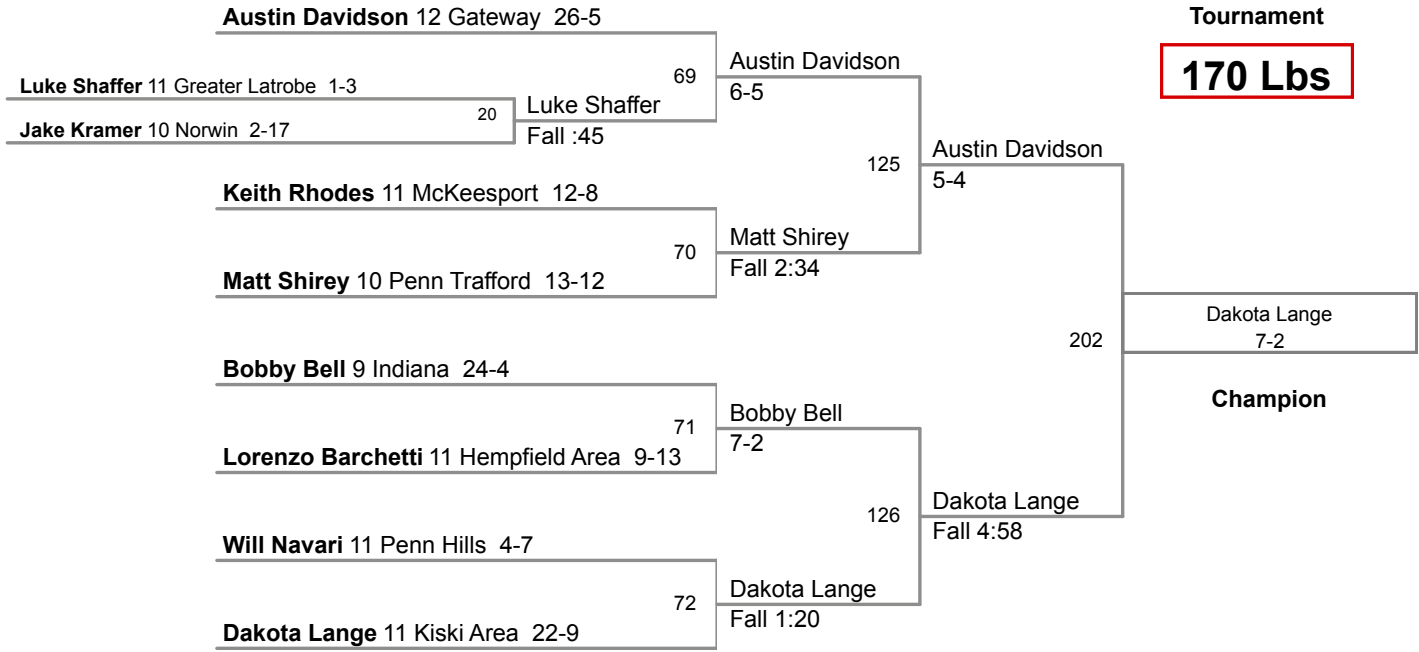 Austin Davidson 12 Gateway 26-5
Tournament
170 Lbs
Luke Shaffer 11 Greater Latrobe 1-3
Jake Kramer 10 Norwin 2-17
20
Luke Shaffer
Fall :45
69
Austin Davidson
6-5
Keith Rhodes 11 McKeesport 12-8
Matt Shirey 10 Penn Trafford 13-12
70
Matt Shirey
Fall 2:34
125
Austin Davidson
5-4
Bobby Bell 9 Indiana 24-4
Lorenzo Barchetti 11 Hempfield Area 9-13
71
Bobby Bell
7-2
Will Navari 11 Penn Hills 4-7
Dakota Lange 11 Kiski Area 22-9
72
Dakota Lange
Fall 1:20
126
Dakota Lange
Fall 4:58
202
Dakota Lange
7-2
Champion